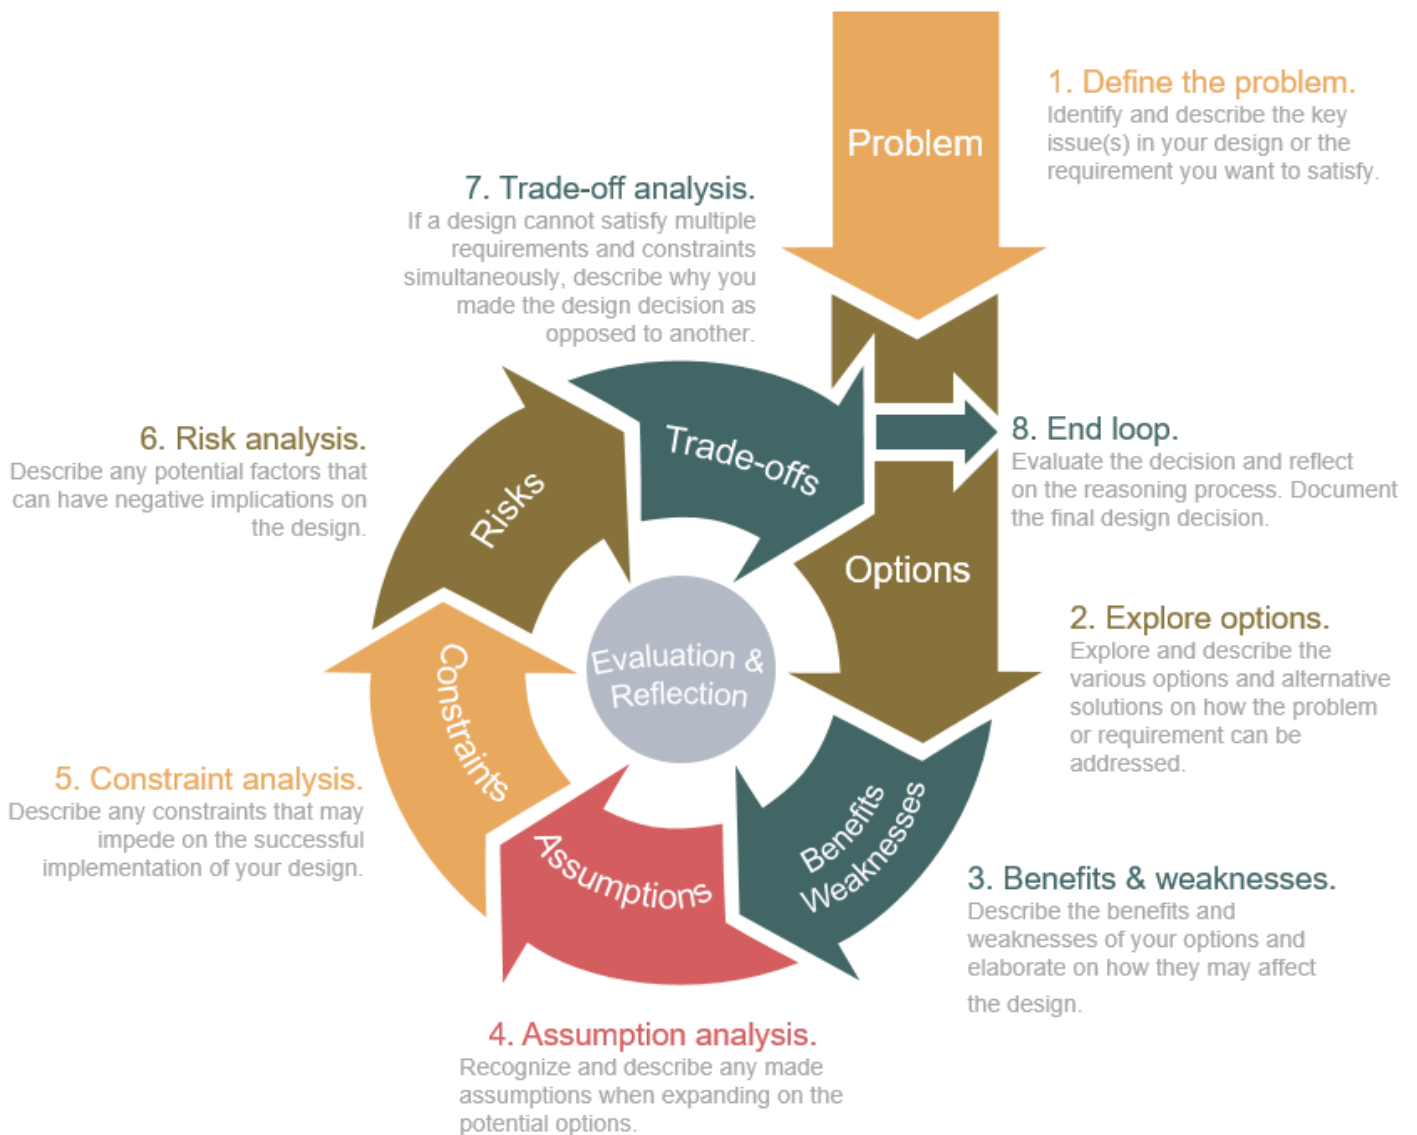 Problem
1. Define the problem.
Identify and describe the key
issue(s) in your design or the
requirement you want to satisfy.
7. Trade-off analysis.
If a design cannot satisfy multiple
requirements and constraints
simultaneously, describe why you
made the design decision as
opposed to another.
6. Risk analysis.
Describe any potential factors that
can have negative implications on
the design.
Risks
Trade-offs
8. End loop.
Evaluate the decision and reflect
on the reasoning process. Document
the final design decision.
Options
2. Explore options.
Explore and describe the
various options and alternative
solutions on how the problem
or requirement can be
addressed.
Evaluation &
Reflection
Constraints
5. Constraint analysis.
Describe any constraints that may
impede on the successful
implementation of your design.
Assumptions
Benefits
Weaknesses
3. Benefits & weaknesses.
Describe the benefits and
weaknesses of your options and
elaborate on how they may affect
the design.
4. Assumption analysis.
Recognize and describe any made
assumptions when expanding on the
potential options.